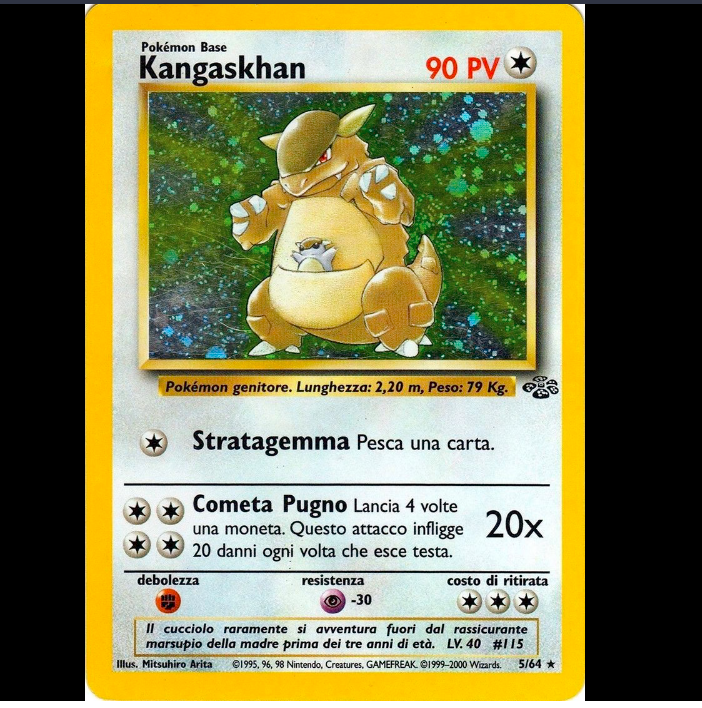 Pokémon Base
Kangaskhan 90 PV
Pokémon genitore. Lunghezza: 2,20 m, Peso: 79 Kg.
Stratagemma Pesca una carta.
Cometa Pugno Lancia 4 volte
una moneta. Questo attacco infligge
20 danni ogni volta che esce testa.
20x
debolezza resistenza costo di ritirata
-30
Il cucciolo raramente si avventura fuori dal rassicurante
marsupio della madre prima dei tre anni di età. LV. 40 #115
Illus. Mitsuhiro Arita ©1995, 96, 98 Nintendo, Creatures, GAMEFREAK. ©1999-2000 Wizards. 5/64 ★